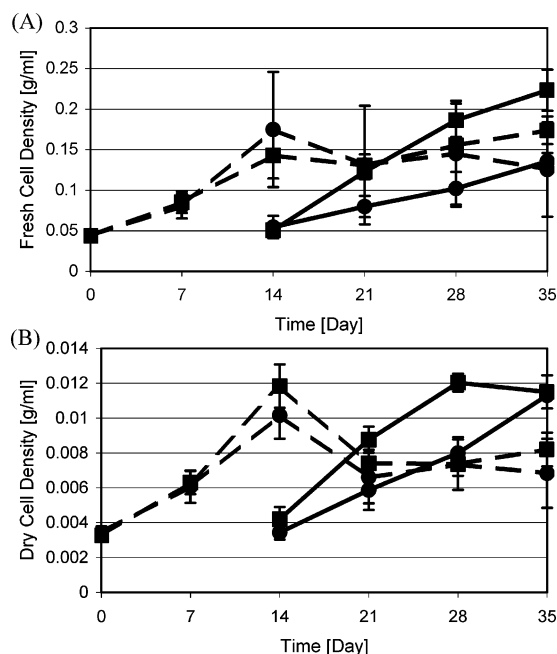 (A)
0.3
0.25
0.2
0.15
0.1
0.05
0
Fresh Cell Density [g/ml]
0 7 14 21 28 35
Time [Day]
(B)
0.014
0.012
0.01
0.008
0.006
0.004
0.002
0
Dry Cell Density [g/ml]
0 7 14 21 28 35
Time [Day]